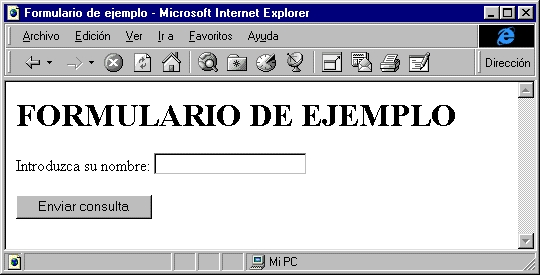 Formulario de ejemplo - Microsoft Internet Explorer
Archivo Edición Ver Ir a Favoritos Ayuda
Dirección
FORMULARIO DE EJEMPLO
Introduzca su nombre:
Enviar consulta
Mi PC